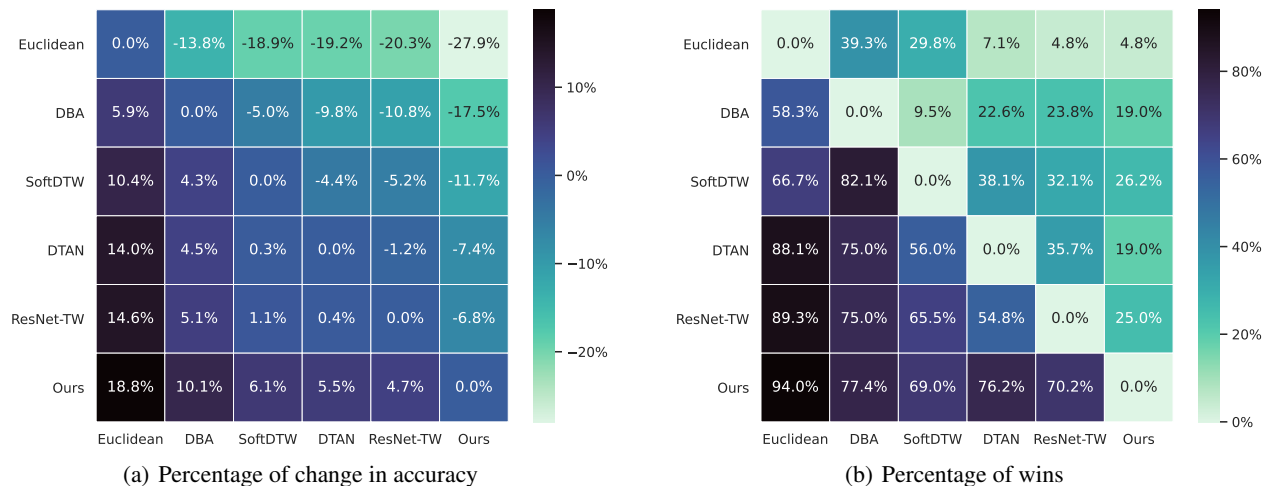 Euclidean 0.0% -13.8% -18.9% -19.2% -20.3% -27.9%
DBA 5.9% 0.0% -5.0% -9.8% -10.8% -17.5%
SoftDTW 10.4% 4.3% 0.0% -4.4% -5.2% -11.7%
DTAN 14.0% 4.5% 0.3% 0.0% -1.2% -7.4%
ResNet-TW 14.6% 5.1% 1.1% 0.4% 0.0% -6.8%
Ours 18.8% 10.1% 6.1% 5.5% 4.7% 0.0%
Euclidean DBA SoftDTW DTAN ResNet-TW Ours
10%
0%
−10%
−20%
(a) Percentage of change in accuracy
Euclidean 0.0% 39.3% 29.8% 7.1% 4.8% 4.8%
DBA 58.3% 0.0% 9.5% 22.6% 23.8% 19.0%
SoftDTW 66.7% 82.1% 0.0% 38.1% 32.1% 26.2%
DTAN 88.1% 75.0% 56.0% 0.0% 35.7% 19.0%
ResNet-TW 89.3% 75.0% 65.5% 54.8% 0.0% 25.0%
Ours 94.0% 77.4% 69.0% 76.2% 70.2% 0.0%
Euclidean DBA SoftDTW DTAN ResNet-TW Ours
80%
60%
40%
20%
0%
(b) Percentage of wins